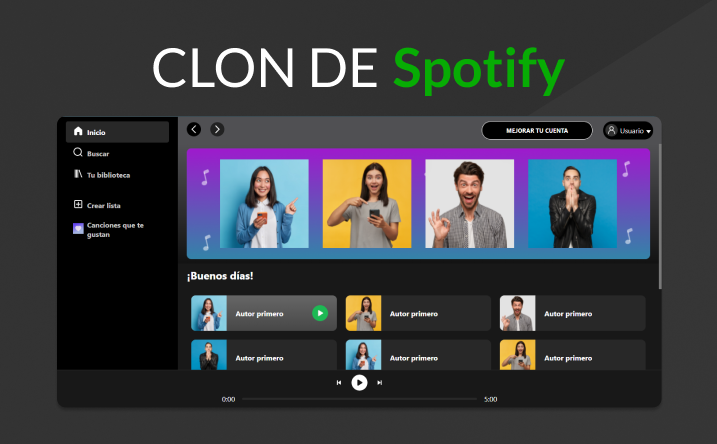 CLON DE Spotify
Inicio
Buscar
Tu biblioteca
Crear lista
Canciones que te
gustan
MEJORAR TU CUENTA
Usuario
¡Buenos días!
Autor primero
Autor primero
Autor primero
Autor primero
Autor primero
Autor primero
0:00
5:00